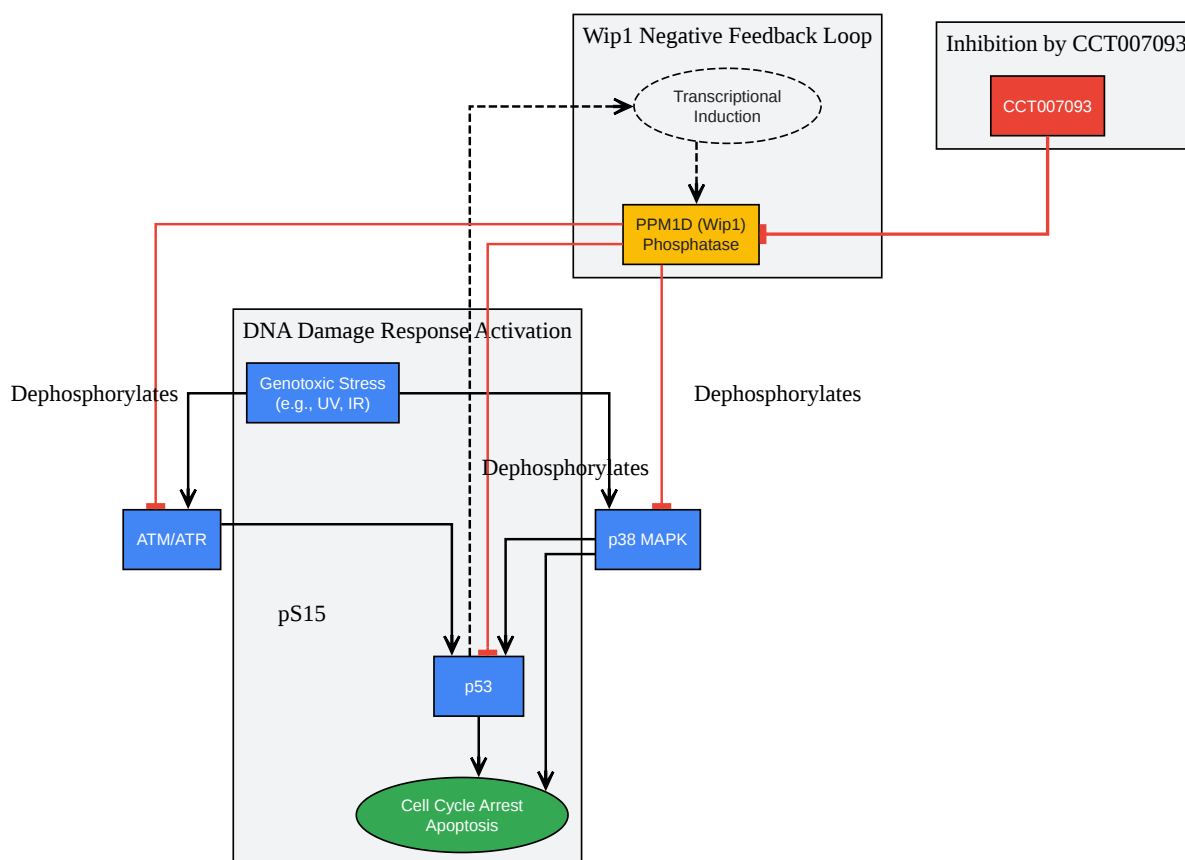 Wip1 Negative Feedback Loop
Inhibition by CCT007093
Transcriptional
Induction
CCT007093
PPM1D (Wip1)
Phosphatase
DNA Damage Response Activation
Genotoxic Stress
(e.g., UV, IR)
Dephosphorylates
Dephosphorylates
Dephosphorylates
ATM/ATR
p38 MAPK
pS15
p53
Cell Cycle Arrest
Apoptosis